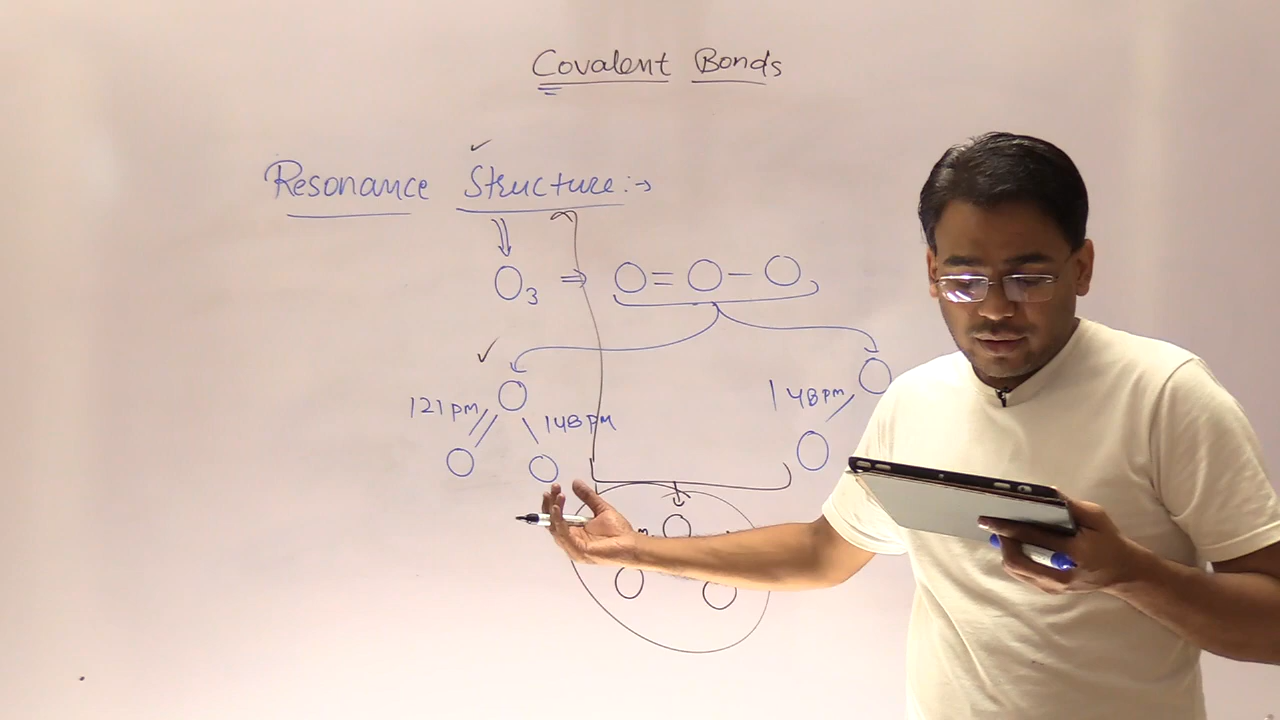 Covalent Bonds
Resonance Structure:→
O₃ ⇒ O=O−O
O
121 pm 148 pm
O O
O
148 pm
O
O
O O